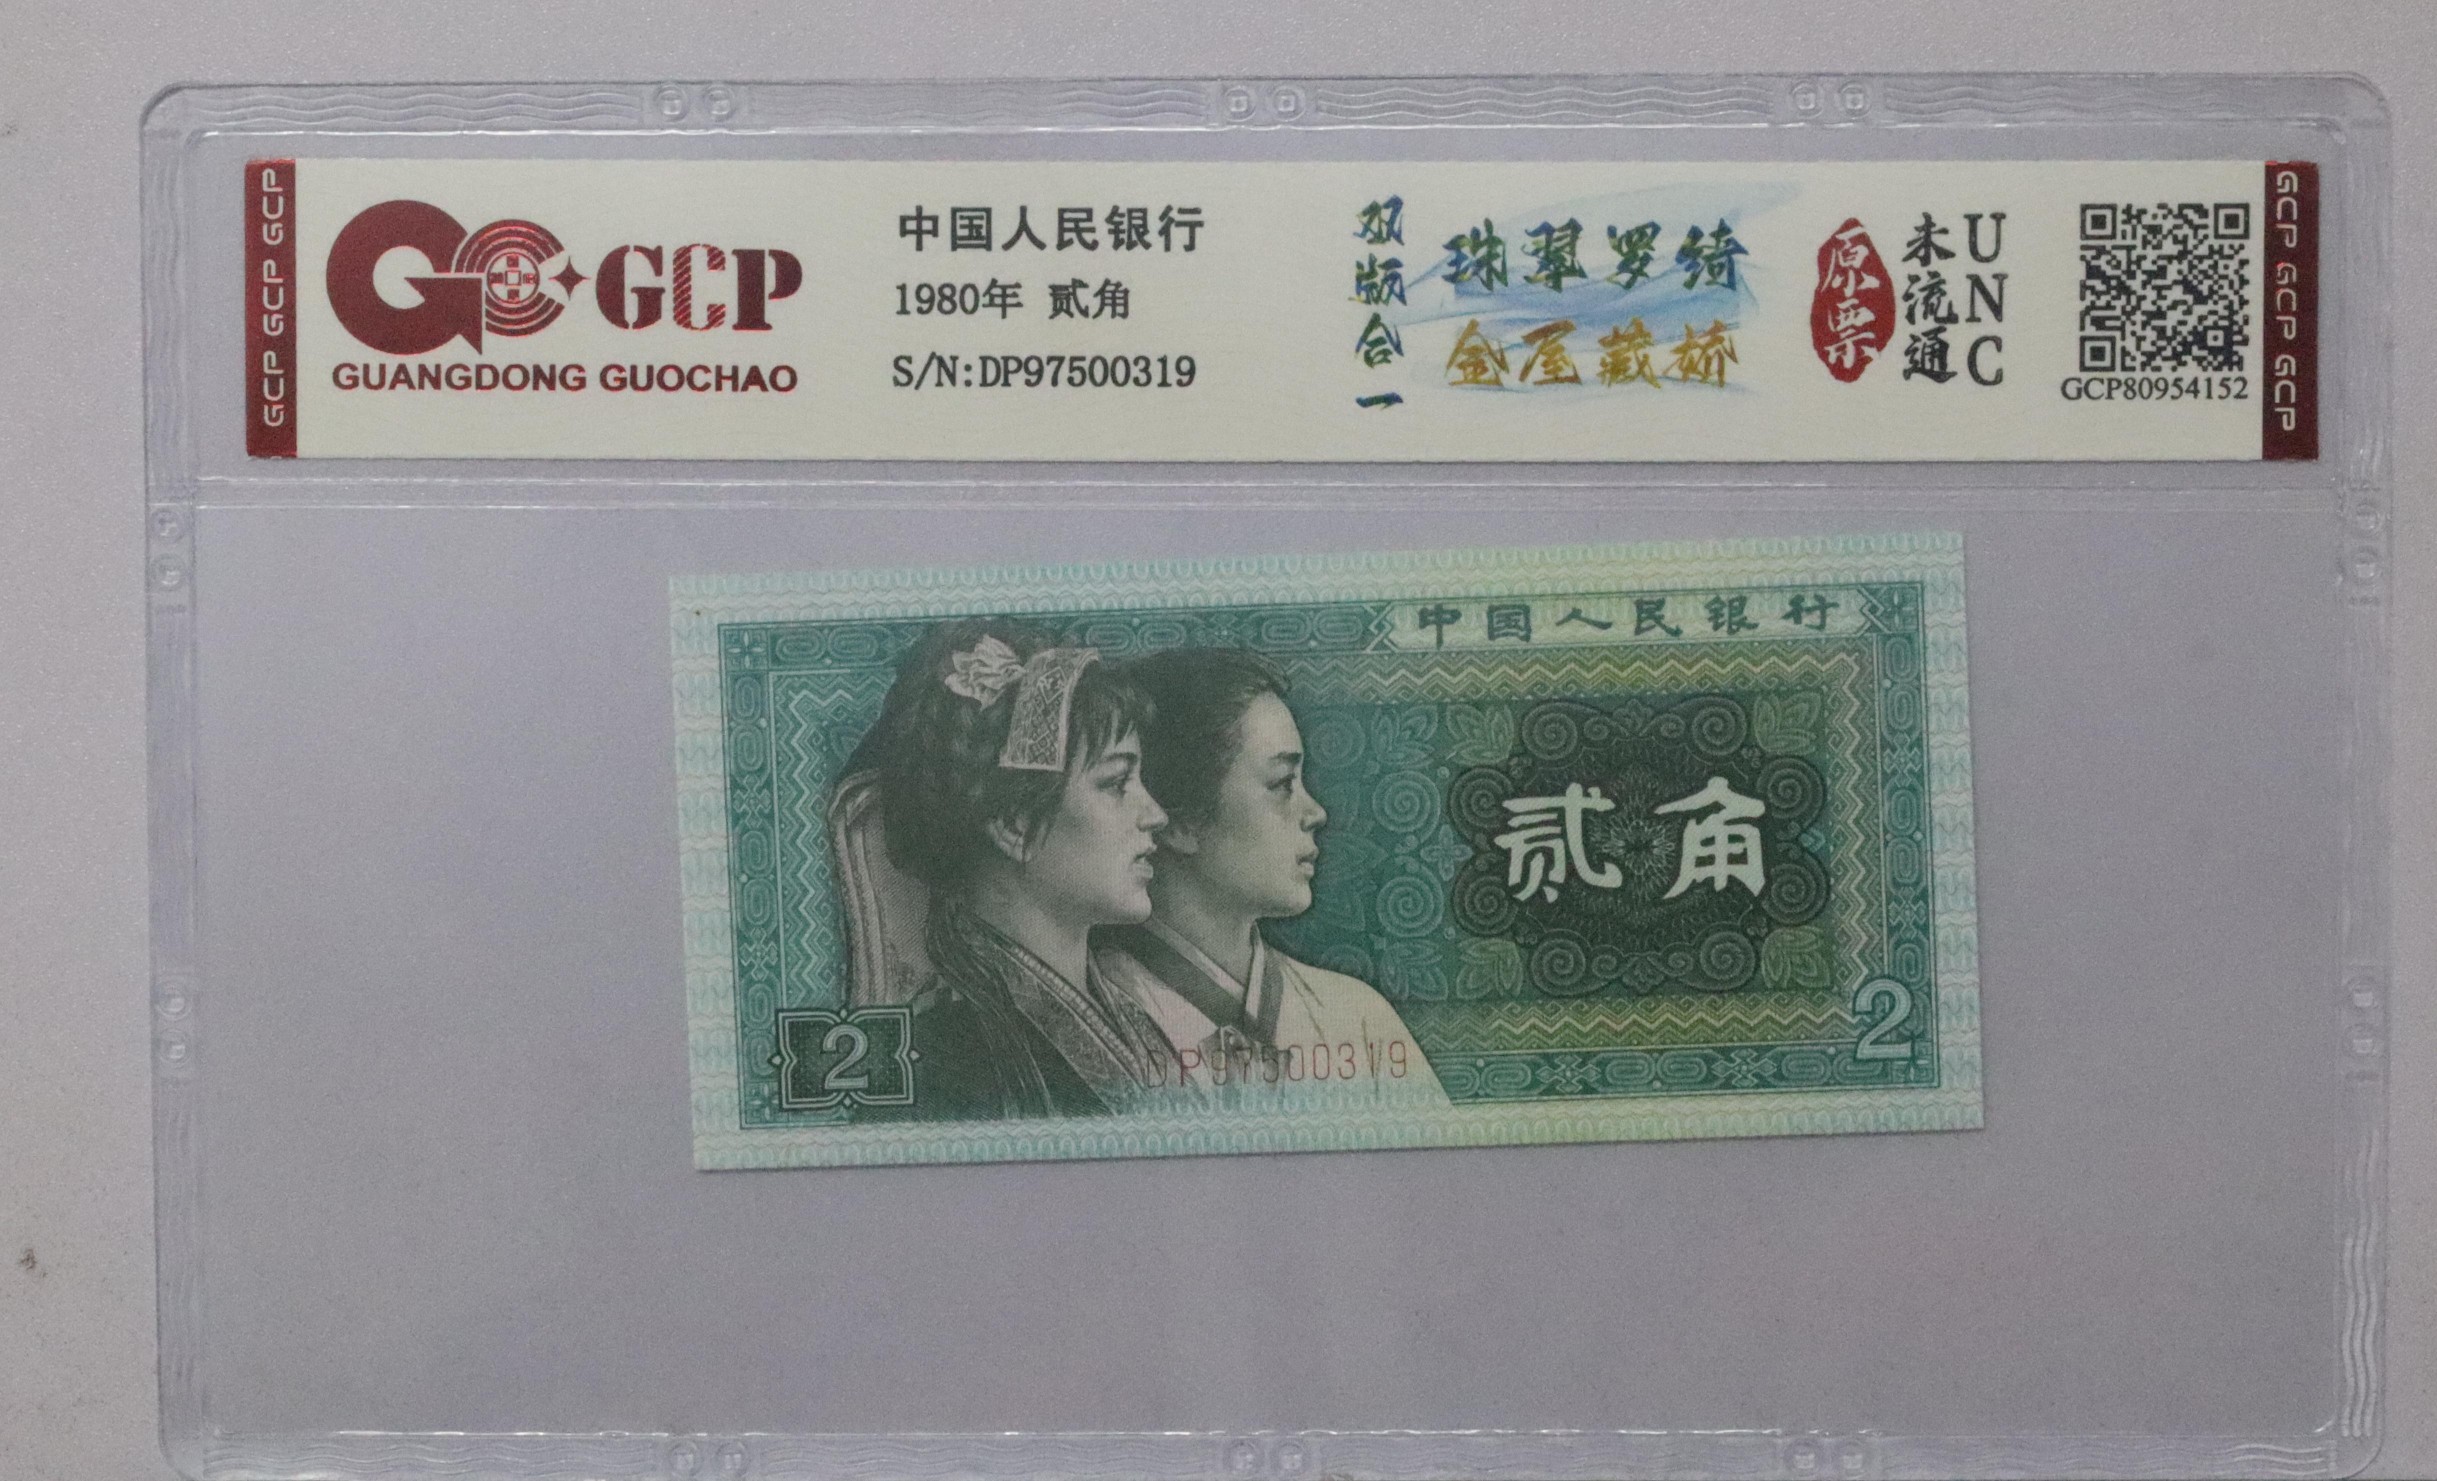 GCP GCP GCP
GCP
GUANGDONG GUOCHAO
中国人民银行
1980年 贰角
S/N:DP97500319
双版合一
珠翠罗绮
金屋藏娇
原票
未流通
UNC
GCP80954152
GCP GCP GCP
中国人民银行
贰角
2
2
DP97500319